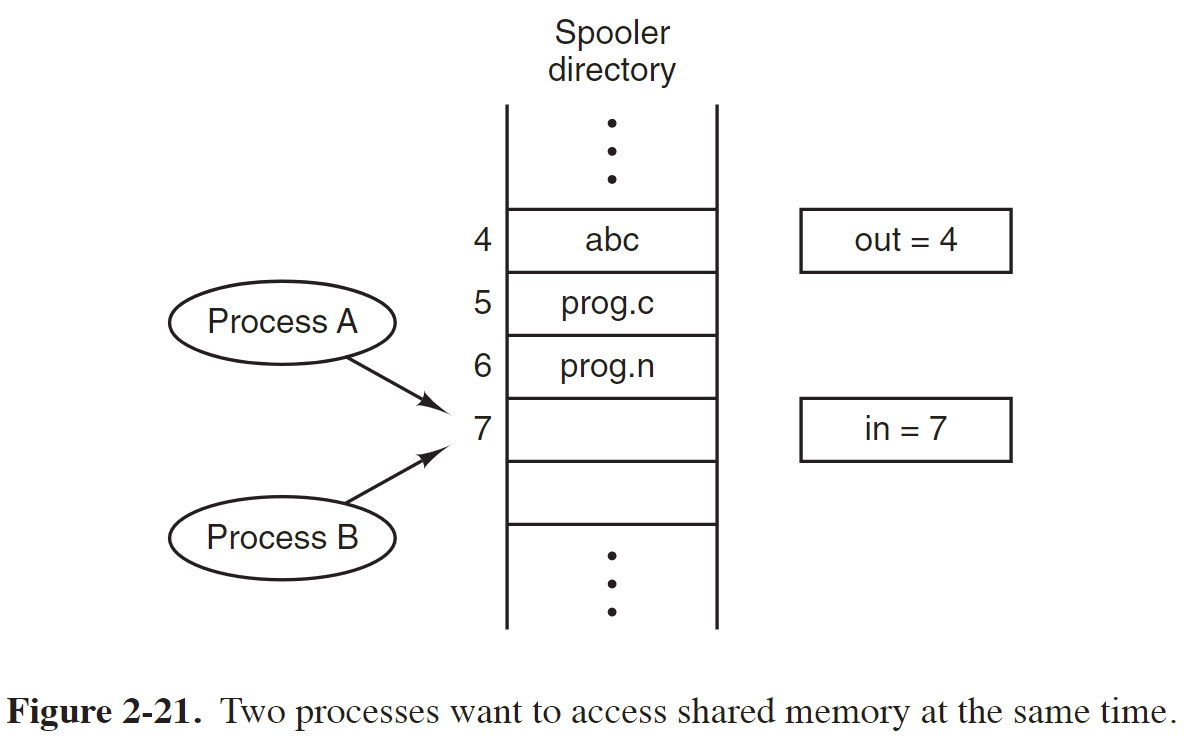 Spooler
directory
4 abc out = 4
5 prog.c
Process A
6 prog.n
7 in = 7
Process B
Figure 2-21. Two processes want to access shared memory at the same time.